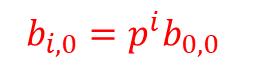 $b_{i,0} = p^{i} b_{0,0}$